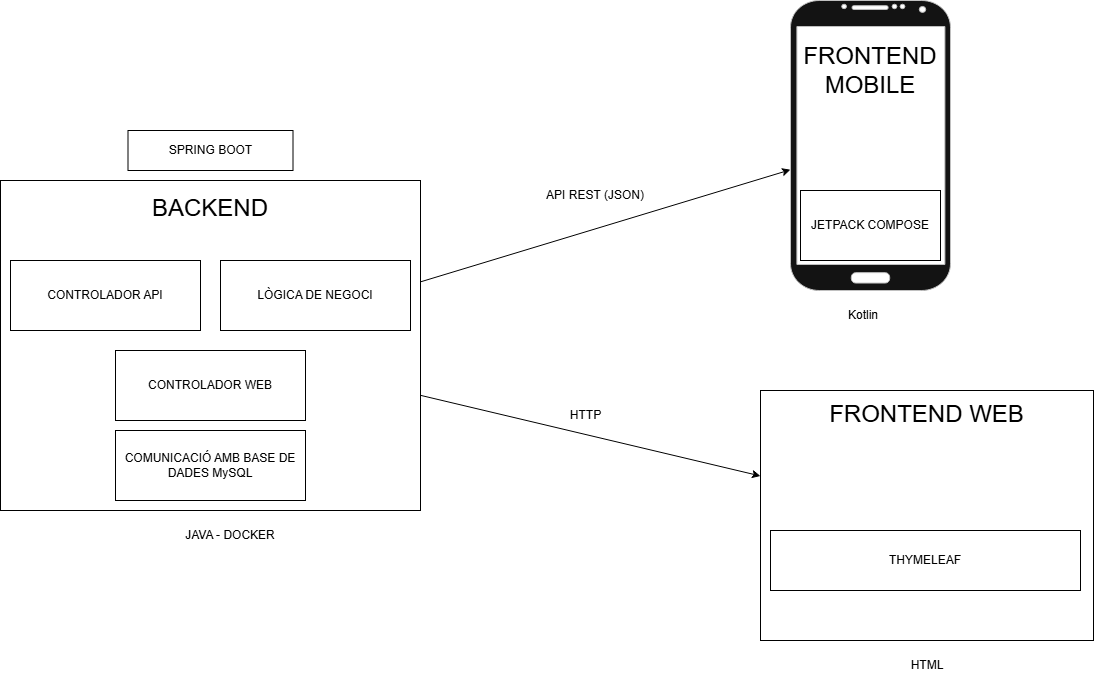 FRONTEND
MOBILE
SPRING BOOT
API REST (JSON)
BACKEND
JETPACK COMPOSE
CONTROLADOR API
LÒGICA DE NEGOCI
Kotlin
CONTROLADOR WEB
HTTP
FRONTEND WEB
COMUNICACIÓ AMB BASE DE
DADES MySQL
JAVA - DOCKER
THYMELEAF
HTML